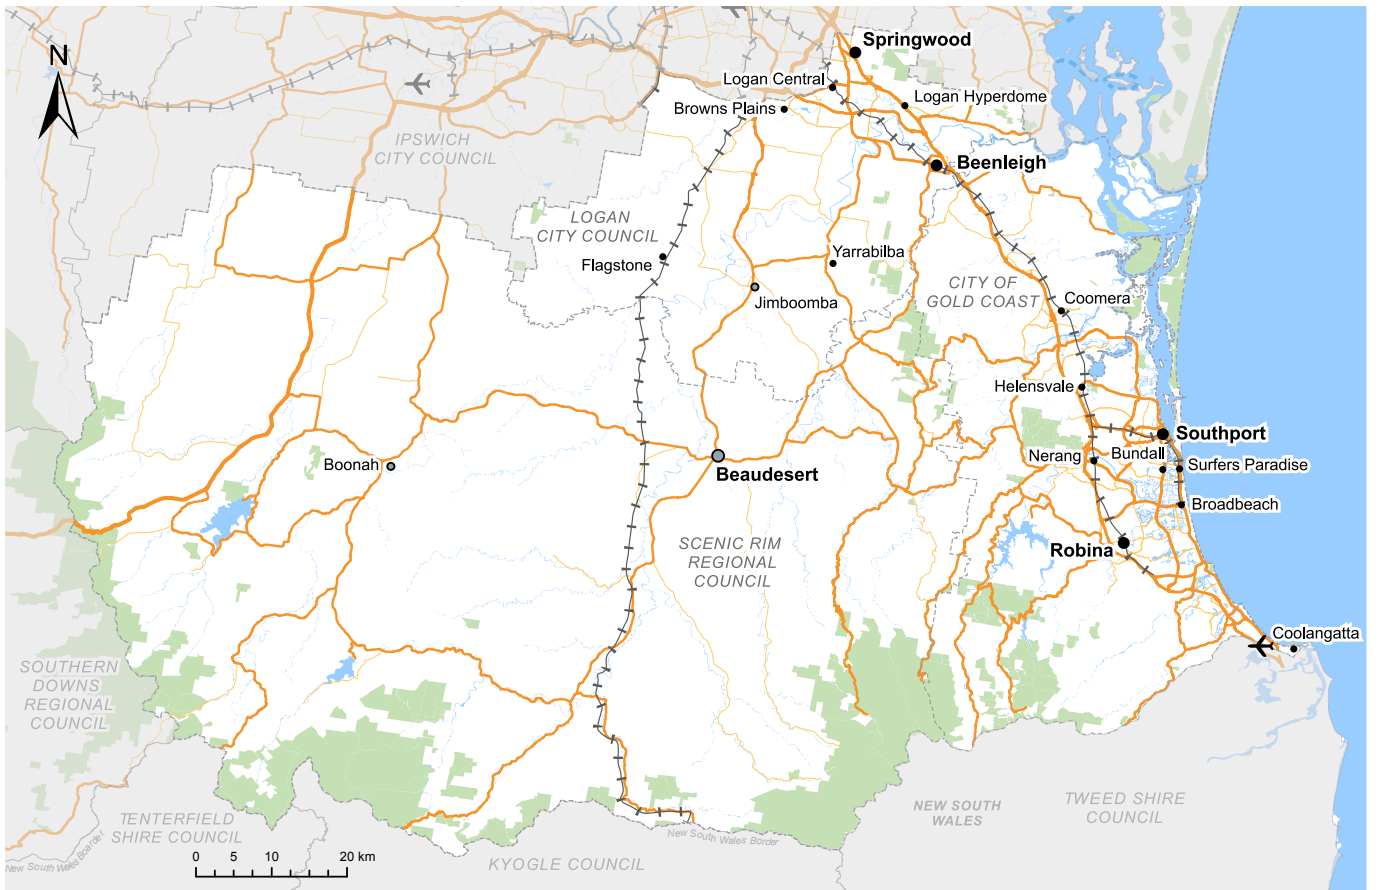 N
Springwood
Logan Central
Logan Hyperdome
Browns Plains
IPSWICH
CITY COUNCIL
Beenleigh
LOGAN
CITY COUNCIL
Flagstone
Yarrabilba
Jimboomba
CITY OF
GOLD COAST
Coomera
Helensvale
Southport
Boonah
Beaudesert
Nerang
Bundall
Surfers Paradise
Broadbeach
Robina
SCENIC RIM
REGIONAL
COUNCIL
Coolangatta
SOUTHERN
DOWNS
REGIONAL
COUNCIL
NEW SOUTH
WALES
TWEED SHIRE
COUNCIL
TENTERFIELD
SHIRE COUNCIL
New South Wales Border
New South Wales Boarder
KYOGLE COUNCIL
0 5 10 20 km